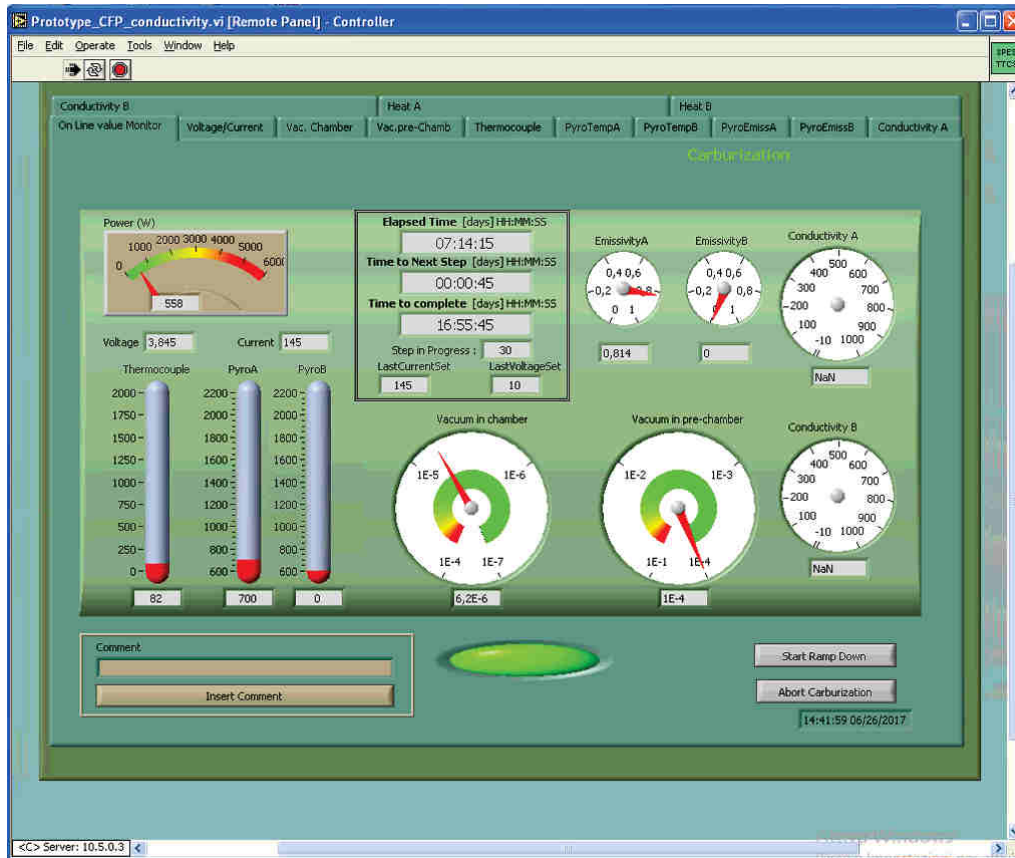 Prototype_CFP_conductivity.vi [Remote Panel] - Controller
File Edit Operate Tools Window Help
SPES
TTCS
Conductivity B Heat A Heat B
On Line value Monitor Voltage/Current Vac. Chamber Vac.pre-Chamb Thermocouple PyroTempA PyroTempB PyroEmissA PyroEmissB Conductivity A
Carburization
Power (W)
0 1000 2000 3000 4000 5000 6000
558
Voltage 3,845 Current 145
Elapsed Time [days] HH:MM:SS
07:14:15
Time to Next Step [days] HH:MM:SS
00:00:45
Time to complete [days] HH:MM:SS
16:55:45
Step in Progress : 30
LastCurrentSet LastVoltageSet
145 10
EmissivityA
0 0,2 0,4 0,6 0,8 1
0,814
EmissivityB
0 0,2 0,4 0,6 0,8 1
0
Conductivity A
-10 100 200 300 400 500 600 700 800 900 1000
NaN
Thermocouple
2000
1750
1500
1250
1000
750
500
250
0
82
PyroA
2200
2000
1800
1600
1400
1200
1000
800
600
700
PyroB
2200
2000
1800
1600
1400
1200
1000
800
600
0
Vacuum in chamber
1E-4 1E-5 1E-6 1E-7
6,2E-6
Vacuum in pre-chamber
1E-1 1E-2 1E-3 1E-4
1E-4
Conductivity B
-10 100 200 400 500 600 700 800 900 1000
NaN
Comment
Insert Comment
Start Ramp Down
Abort Carburization
14:41:59 06/26/2017
<C> Server: 10.5.0.3